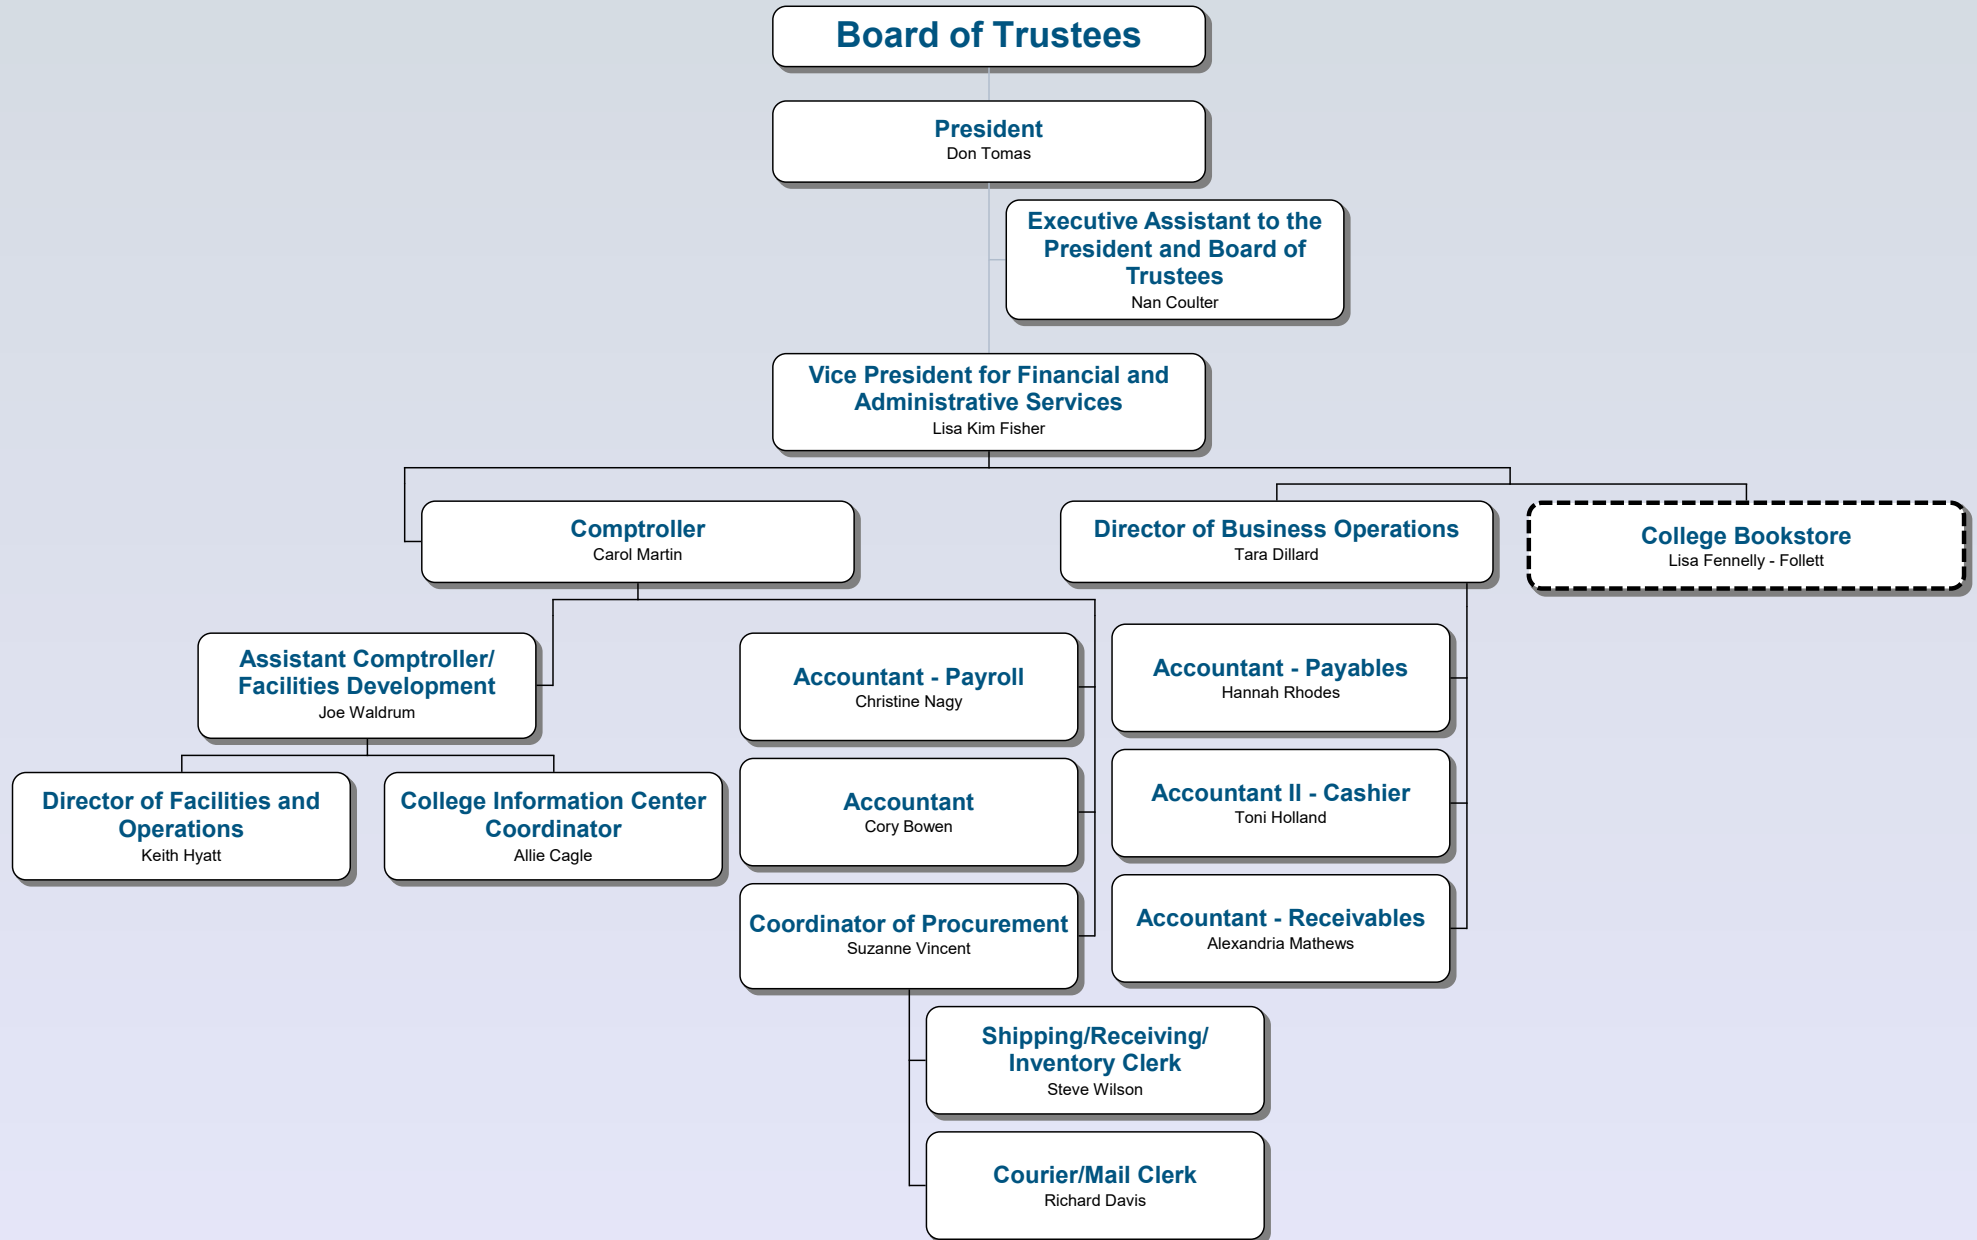 Board of Trustees
President
Don Tomas
Executive Assistant to the
President and Board of
Trustees
Nan Coulter
Vice President for Financial and
Administrative Services
Lisa Kim Fisher
Comptroller
Carol Martin
Director of Business Operations
Tara Dillard
College Bookstore
Lisa Fennelly - Follett
Assistant Comptroller/
Facilities Development
Joe Waldrum
Director of Facilities and
Operations
Keith Hyatt
College Information Center
Coordinator
Allie Cagle
Accountant - Payroll
Christine Nagy
Accountant
Cory Bowen
Coordinator of Procurement
Suzanne Vincent
Shipping/Receiving/
Inventory Clerk
Steve Wilson
Courier/Mail Clerk
Richard Davis
Accountant - Payables
Hannah Rhodes
Accountant II - Cashier
Toni Holland
Accountant - Receivables
Alexandria Mathews